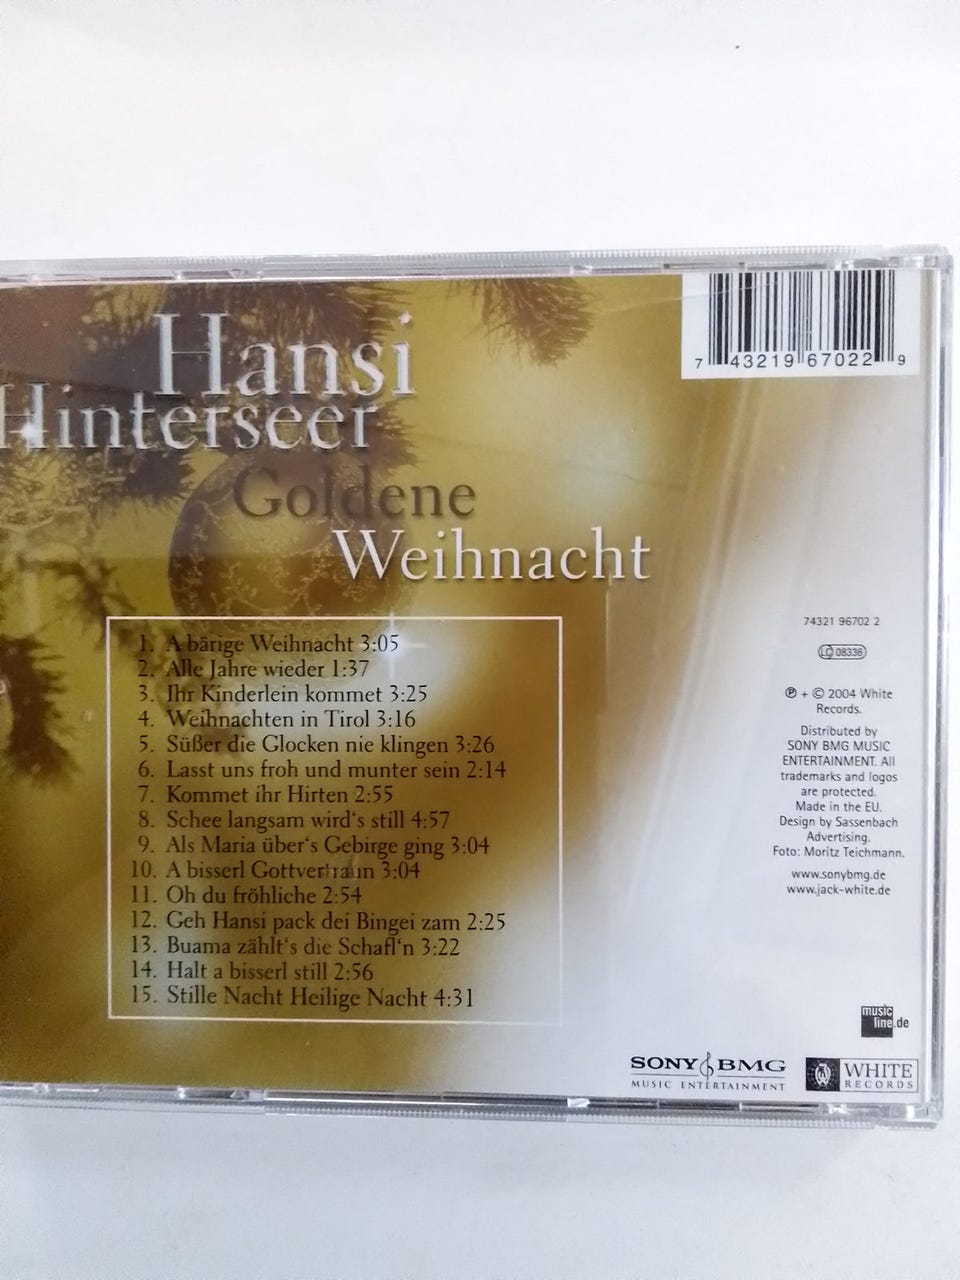 Hansi
Hinterseer
Goldene
Weihnacht
7 43219 67022 9
1. A bärige Weihnacht 3:05
2. Alle Jahre wieder 1:37
3. Ihr Kinderlein kommet 3:25
4. Weihnachten in Tirol 3:16
5. Süßer die Glocken nie klingen 3:26
6. Lasst uns froh und munter sein 2:14
7. Kommet ihr Hirten 2:55
8. Schee langsam wird's still 4:57
9. Als Maria über's Gebirge ging 3:04
10. A bisserl Gottvertraun 3:04
11. Oh du fröhliche 2:54
12. Geh Hansi pack dei Bingei zam 2:25
13. Buama zählt's die Schafl'n 3:22
14. Halt a bisserl still 2:56
15. Stille Nacht Heilige Nacht 4:31
74321 96702 2
LC 08336
℗ + © 2004 White
Records.
Distributed by
SONY BMG MUSIC
ENTERTAINMENT. All
trademarks and logos
are protected.
Made in the EU.
Design by Sassenbach
Advertising.
Foto: Moritz Teichmann.
www.sonybmg.de
www.jack-white.de
music
line.de
SONY BMG
MUSIC ENTERTAINMENT
WHITE
RECORDS